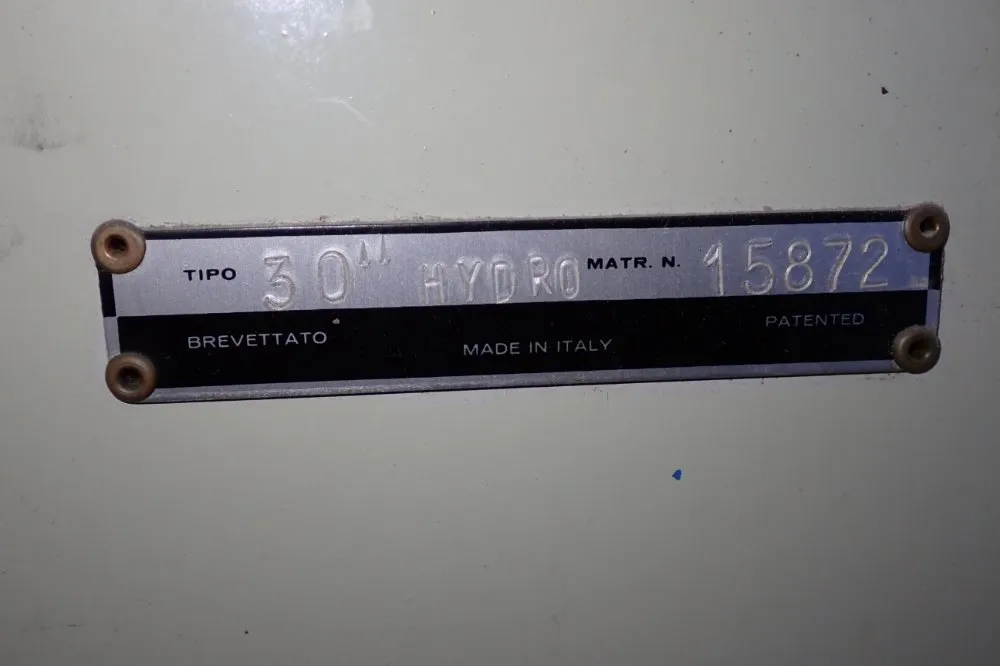 TIPO 30" HYDRO MATR. N. 15872
BREVETTATO MADE IN ITALY PATENTED